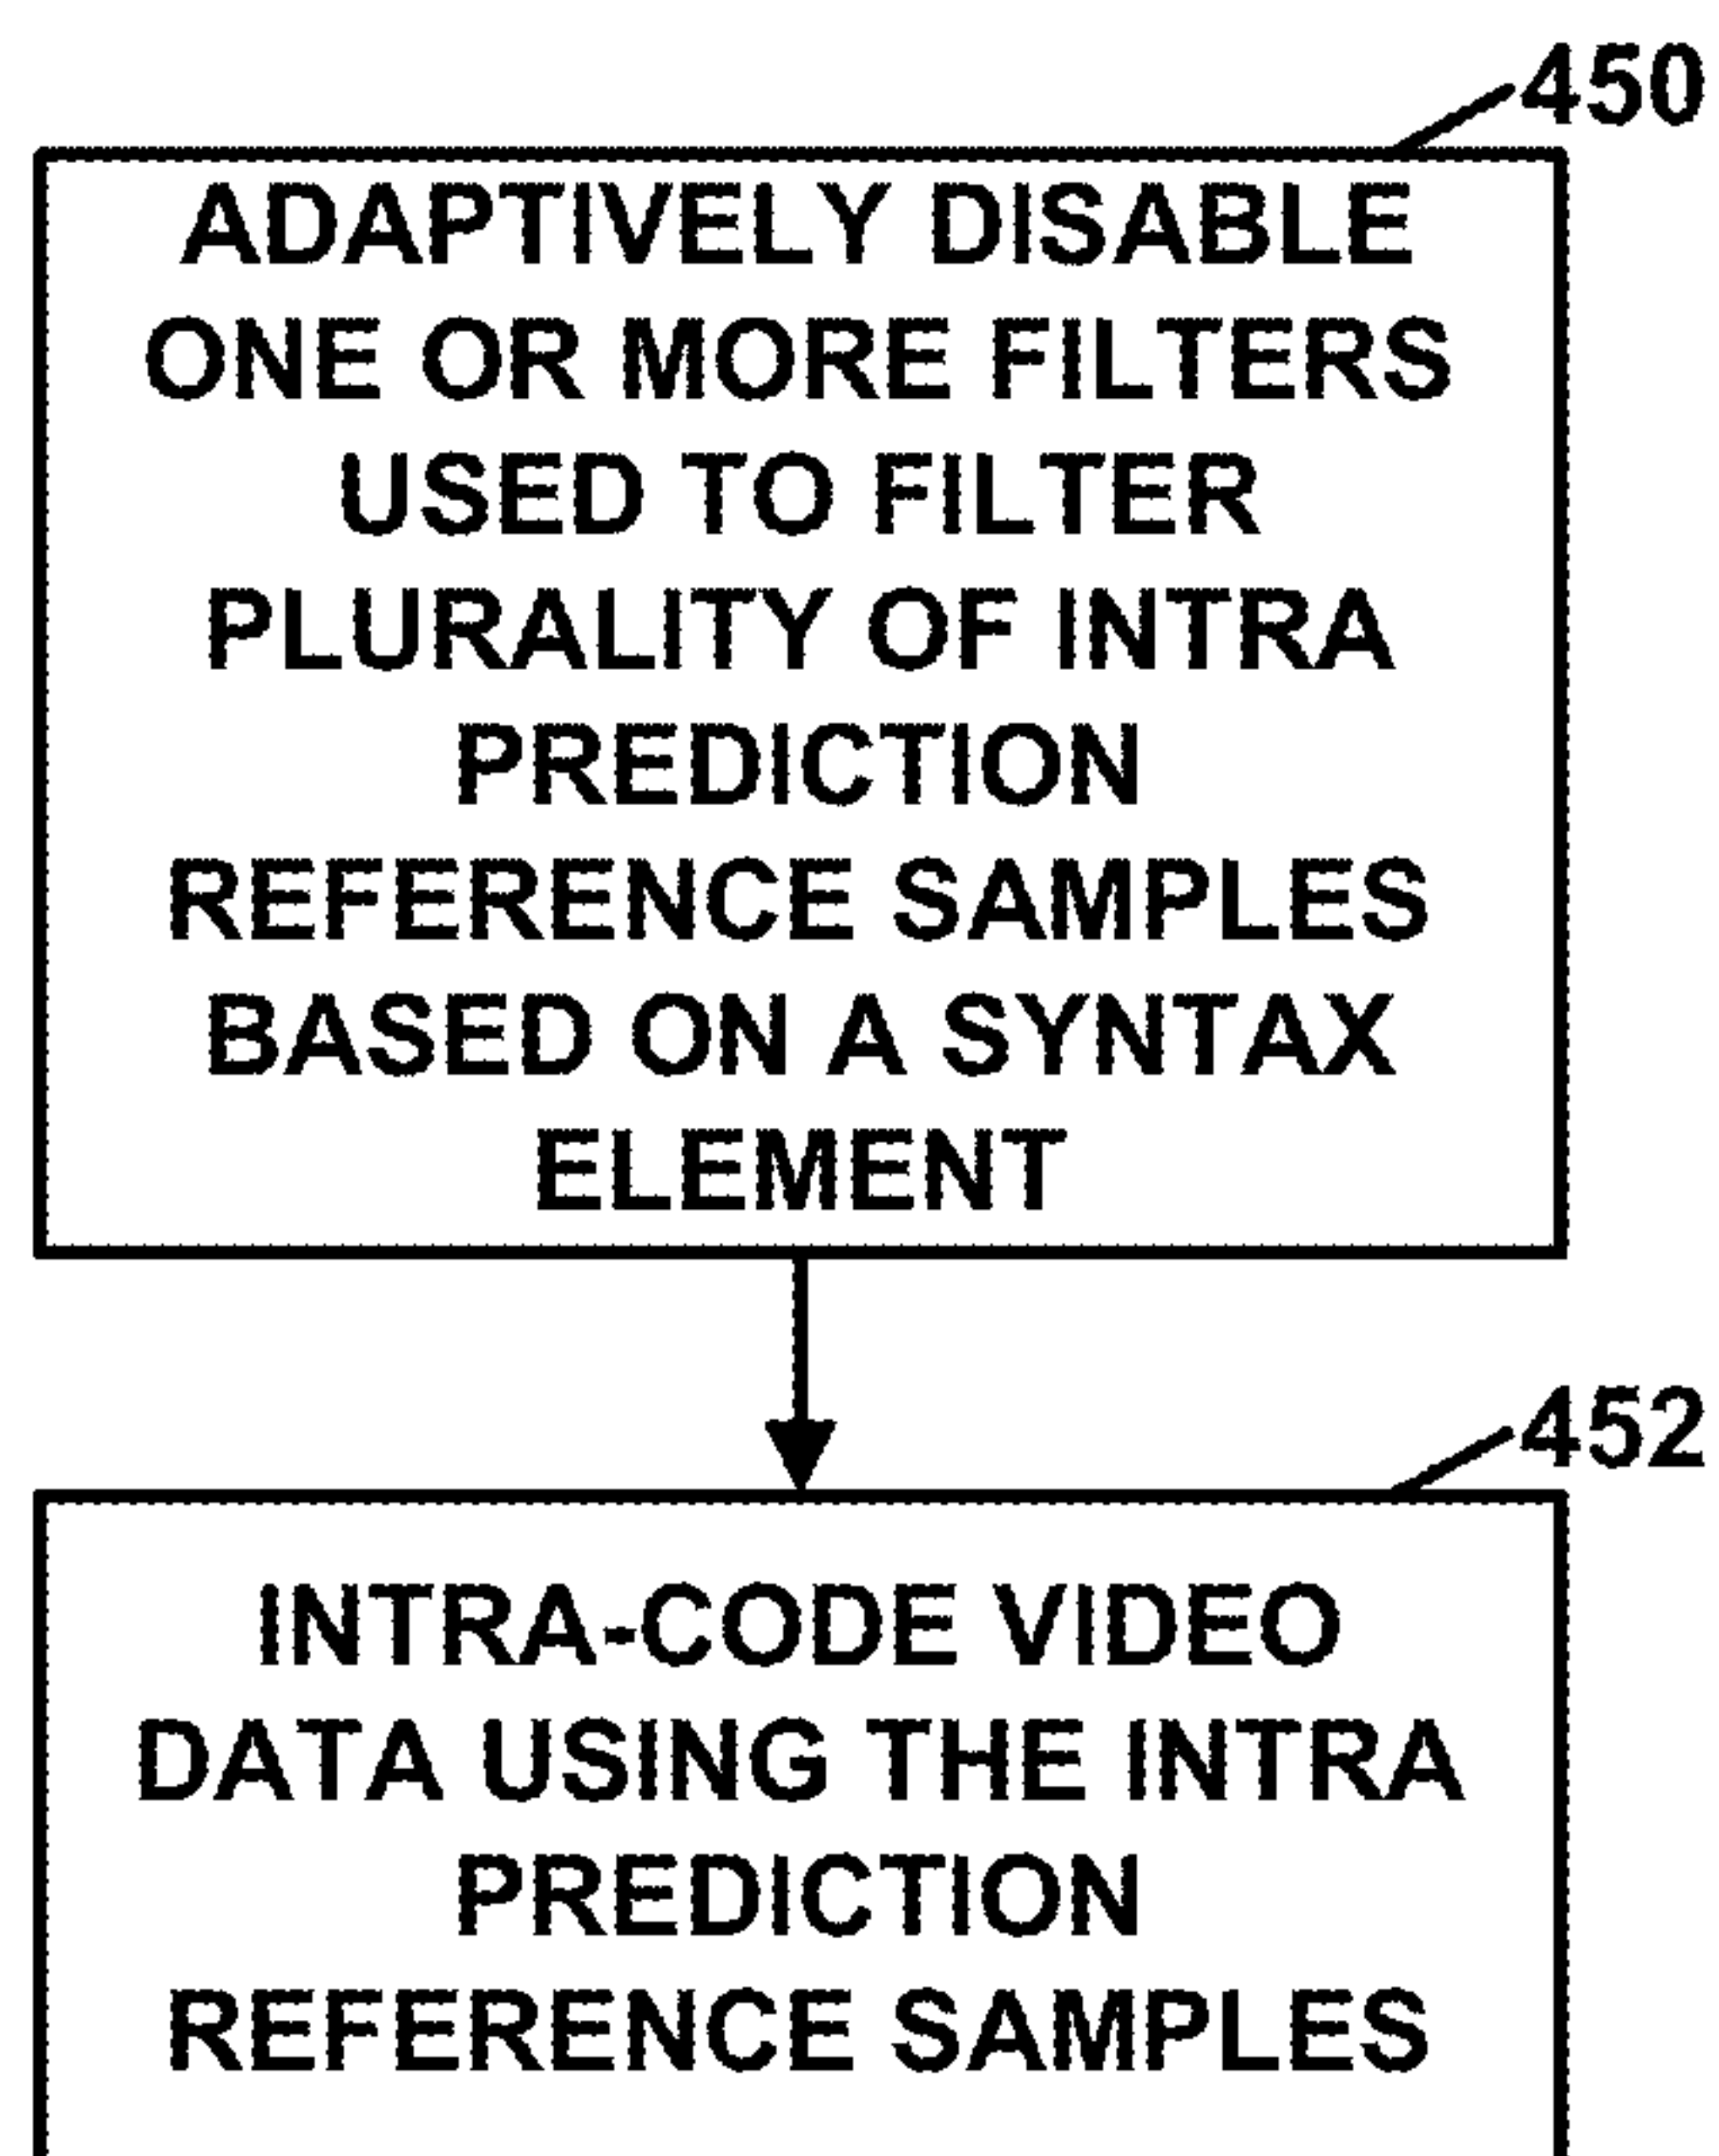 450
ADAPTIVELY DISABLE
ONE OR MORE FILTERS
USED TO FILTER
PLURALITY OF INTRA
PREDICTION
REFERENCE SAMPLES
BASED ON A SYNTAX
ELEMENT
452
INTRA-CODE VIDEO
DATA USING THE INTRA
PREDICTION
REFERENCE SAMPLES